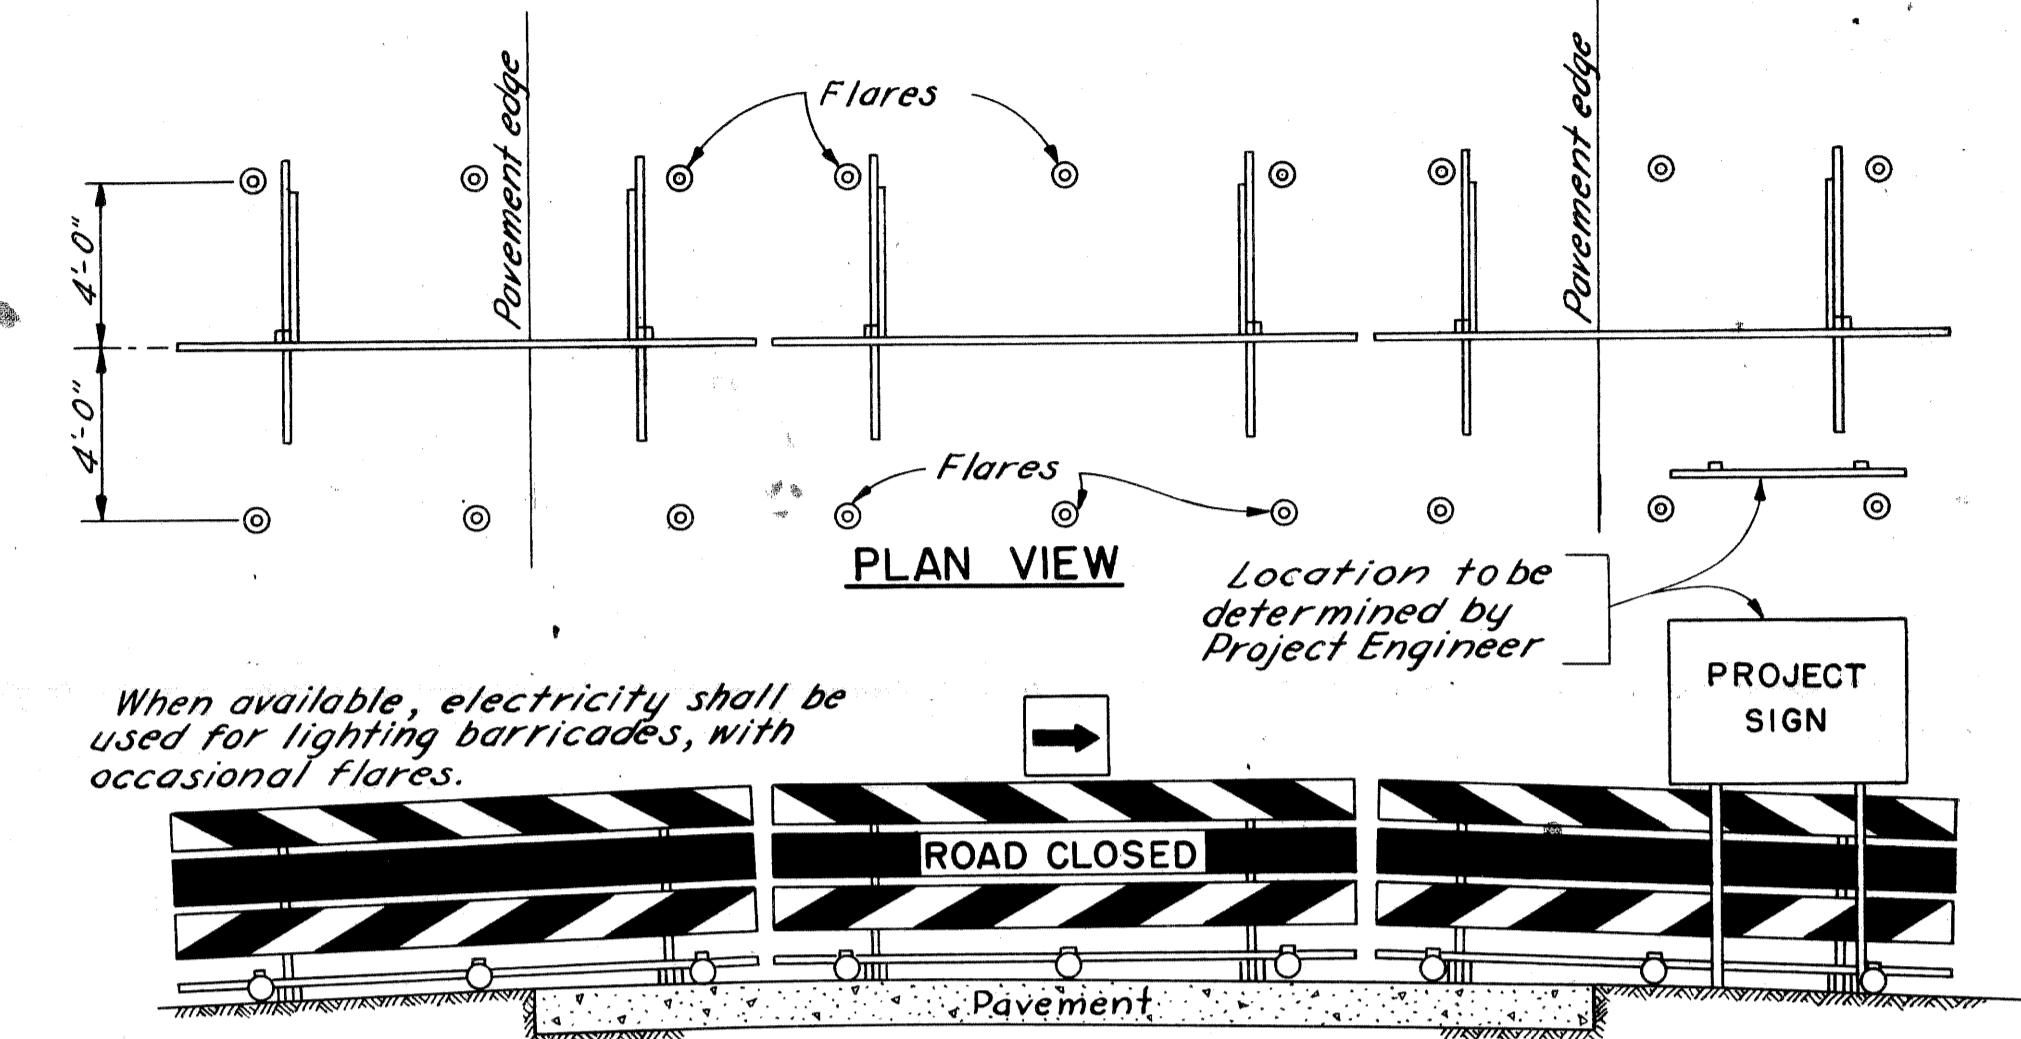 Pavement edge
Flares
Pavement edge
4'-0"
4'-0"
Flares
PLAN VIEW
Location to be
determined by
Project Engineer
When available, electricity shall be
used for lighting barricades, with
occasional flares.
PROJECT
SIGN
ROAD CLOSED
Pavement